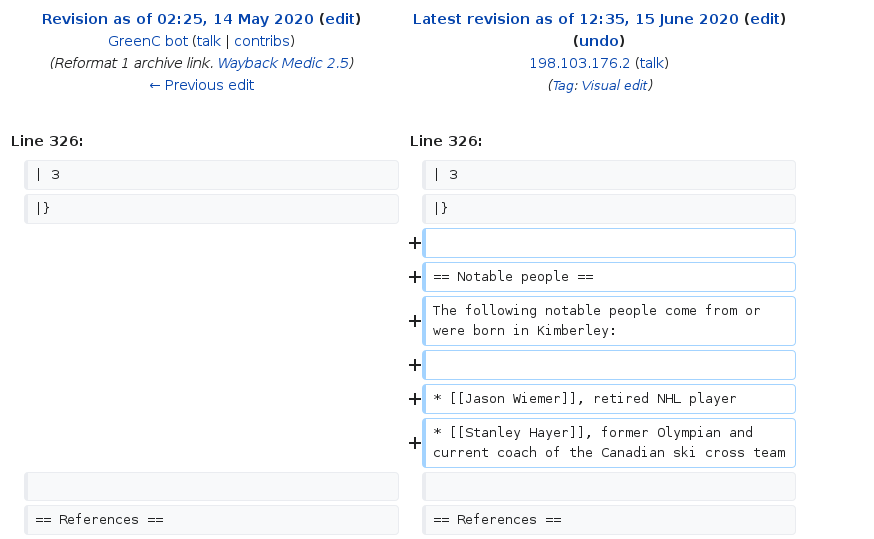 Revision as of 02:25, 14 May 2020 (edit)
GreenC bot (talk | contribs)
(Reformat 1 archive link. Wayback Medic 2.5)
← Previous edit
Latest revision as of 12:35, 15 June 2020 (edit)
(undo)
198.103.176.2 (talk)
(Tag: Visual edit)
Line 326:
Line 326:
| 3
| 3
|}
|}
+
+ == Notable people ==
+ The following notable people come from or
were born in Kimberley:
+
+ * [[Jason Wiemer]], retired NHL player
+ * [[Stanley Hayer]], former Olympian and
current coach of the Canadian ski cross team
== References ==
== References ==